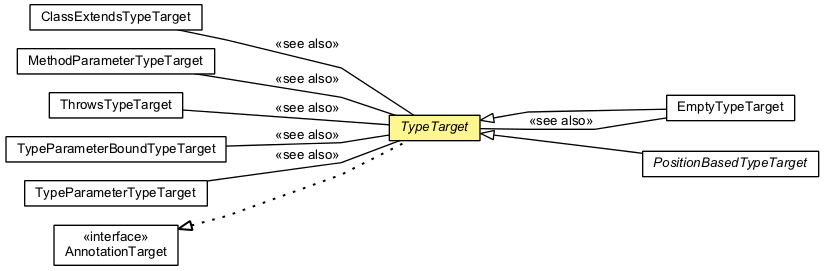 ClassExtendsTypeTarget
«see also»
MethodParameterTypeTarget
«see also»
ThrowsTypeTarget
«see also»
TypeParameterBoundTypeTarget
«see also»
TypeParameterTypeTarget
«see also»
«interface»
AnnotationTarget
TypeTarget
«see also»
EmptyTypeTarget
PositionBasedTypeTarget